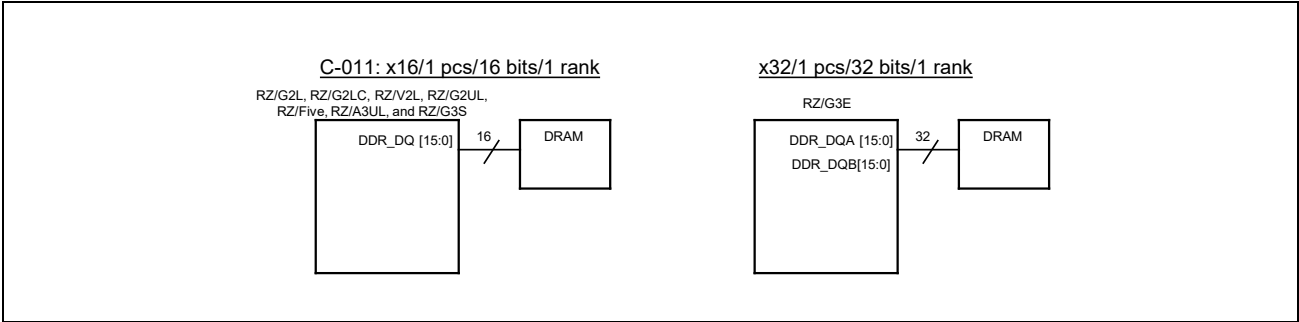 C-011: x16/1 pcs/16 bits/1 rank
RZ/G2L, RZ/G2LC, RZ/V2L, RZ/G2UL,
RZ/Five, RZ/A3UL, and RZ/G3S
DDR_DQ [15:0]
16
DRAM
x32/1 pcs/32 bits/1 rank
RZ/G3E
DDR_DQA [15:0]
DDR_DQB[15:0]
32
DRAM